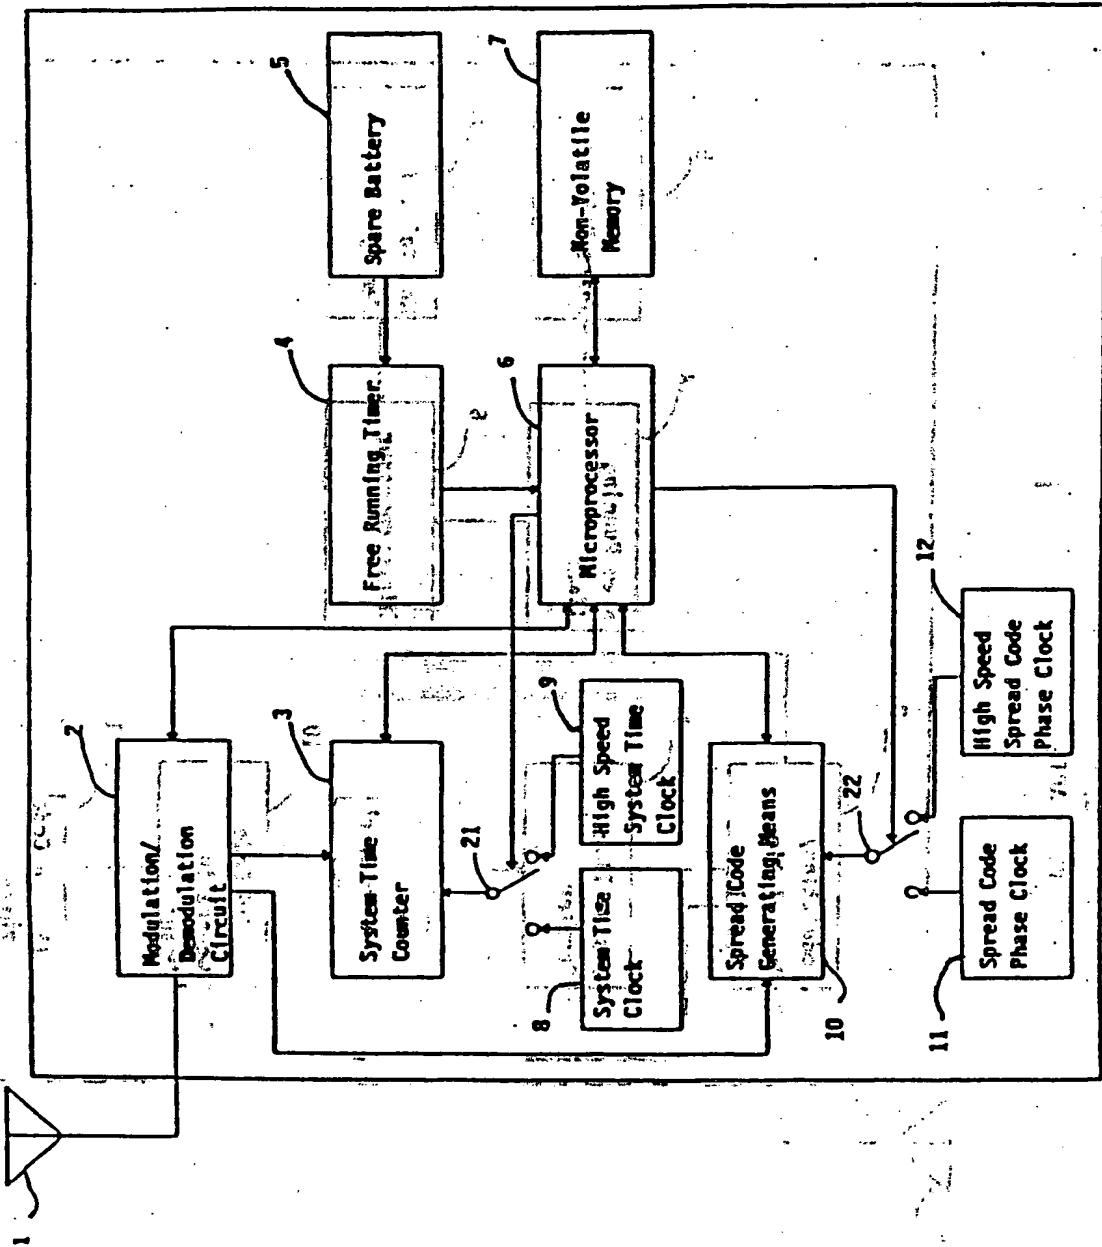 1
2
Modulation/
Demodulation
Circuit
3
System Time
Counter
4
Free Running Timer
5
Spare Battery
6
Microprocessor
7
Non-Volatile
Memory
8
System Time
Clock
9
High Speed
System Time
Clock
21
10
Spread Code
Generating Means
22
11
Spread Code
Phase Clock
12
High Speed
Spread Code
Phase Clock